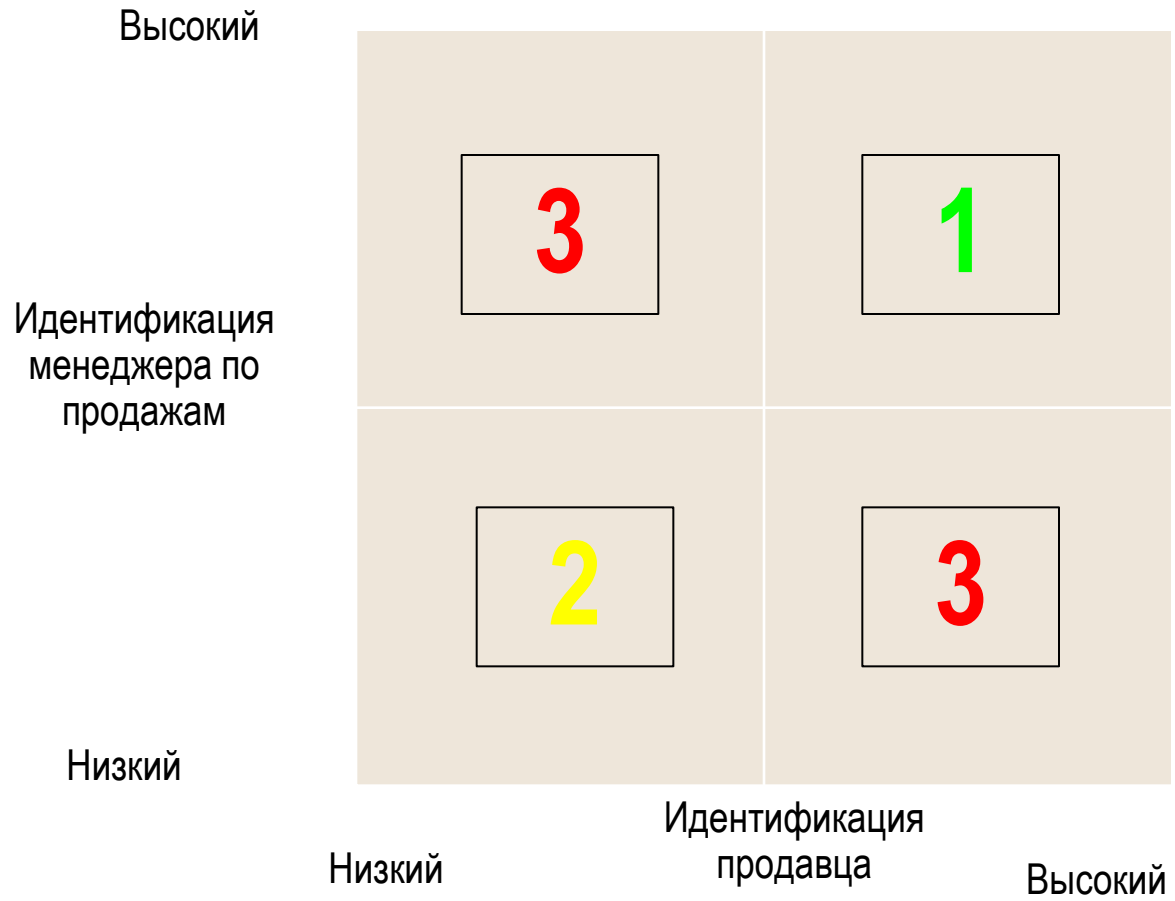 Высокий
3
1
Идентификация
менеджера по
продажам
2
3
Низкий
Идентификация
продавца
Низкий
Высокий